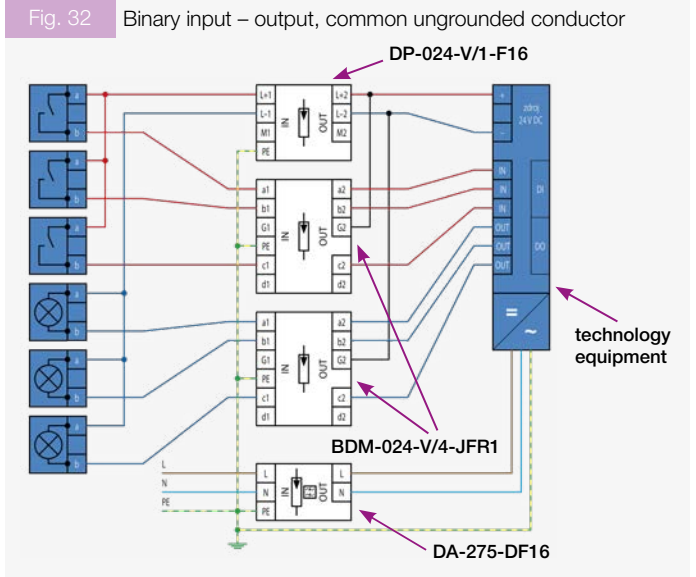 Fig. 32 Binary input – output, common ungrounded conductor
DP-024-V/1-F16
a
b
a
b
a
b
a
b
a
b
a
b
L+1 IN OUT L+2
L-1 L-2
M1 M2
PE
a1 IN OUT a2
b1 b2
G1 G2
PE
c1 c2
d1 d2
a1 IN OUT a2
b1 b2
G1 G2
PE
c1 c2
d1 d2
+ zdroj
24 V DC
−
IN DI
IN
IN
OUT DO
OUT
OUT
=
~
technology
equipment
BDM-024-V/4-JFR1
L L IN OUT L
N N N
PE PE
DA-275-DF16